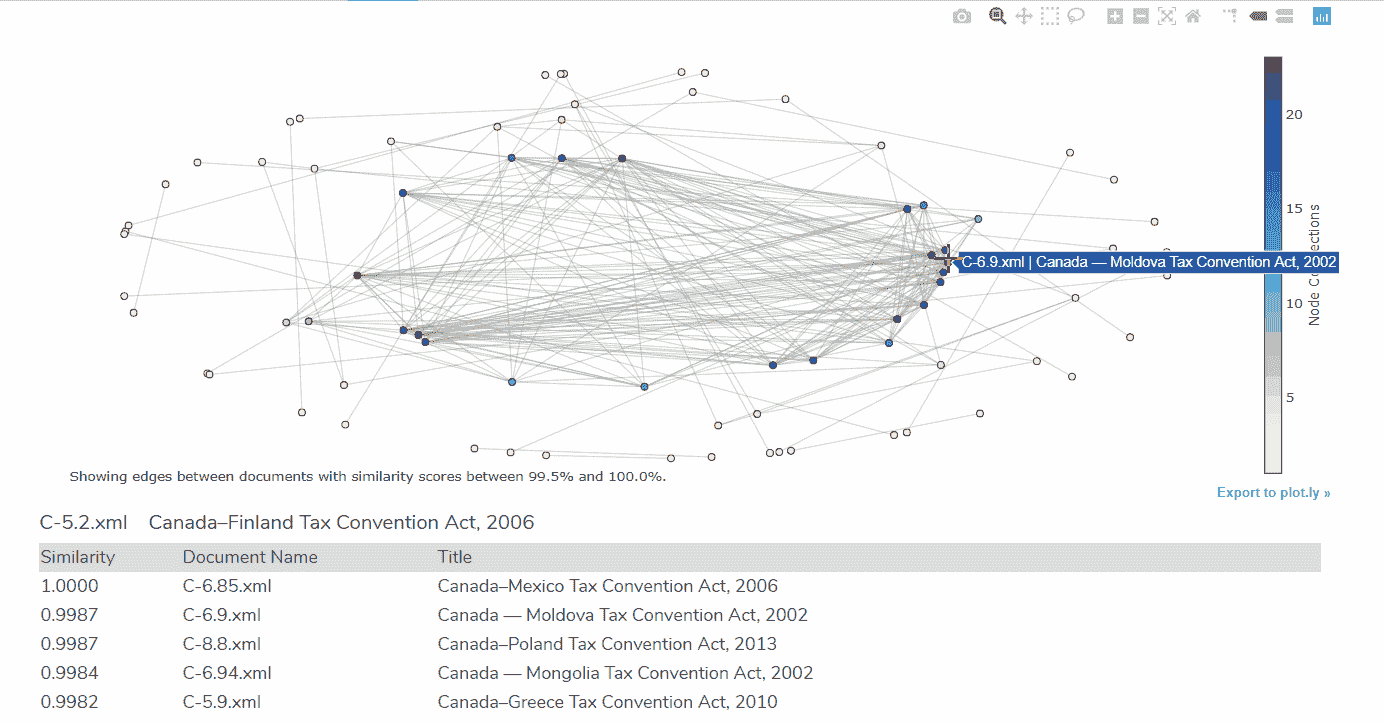 20
15
10
5
Node Co ections
C-6.9.xml | Canada — Moldova Tax Convention Act, 2002
Showing edges between documents with similarity scores between 99.5% and 100.0%.
Export to plot.ly »
C-5.2.xml Canada–Finland Tax Convention Act, 2006
Similarity Document Name Title
1.0000 C-6.85.xml Canada–Mexico Tax Convention Act, 2006
0.9987 C-6.9.xml Canada — Moldova Tax Convention Act, 2002
0.9987 C-8.8.xml Canada–Poland Tax Convention Act, 2013
0.9984 C-6.94.xml Canada — Mongolia Tax Convention Act, 2002
0.9982 C-5.9.xml Canada–Greece Tax Convention Act, 2010